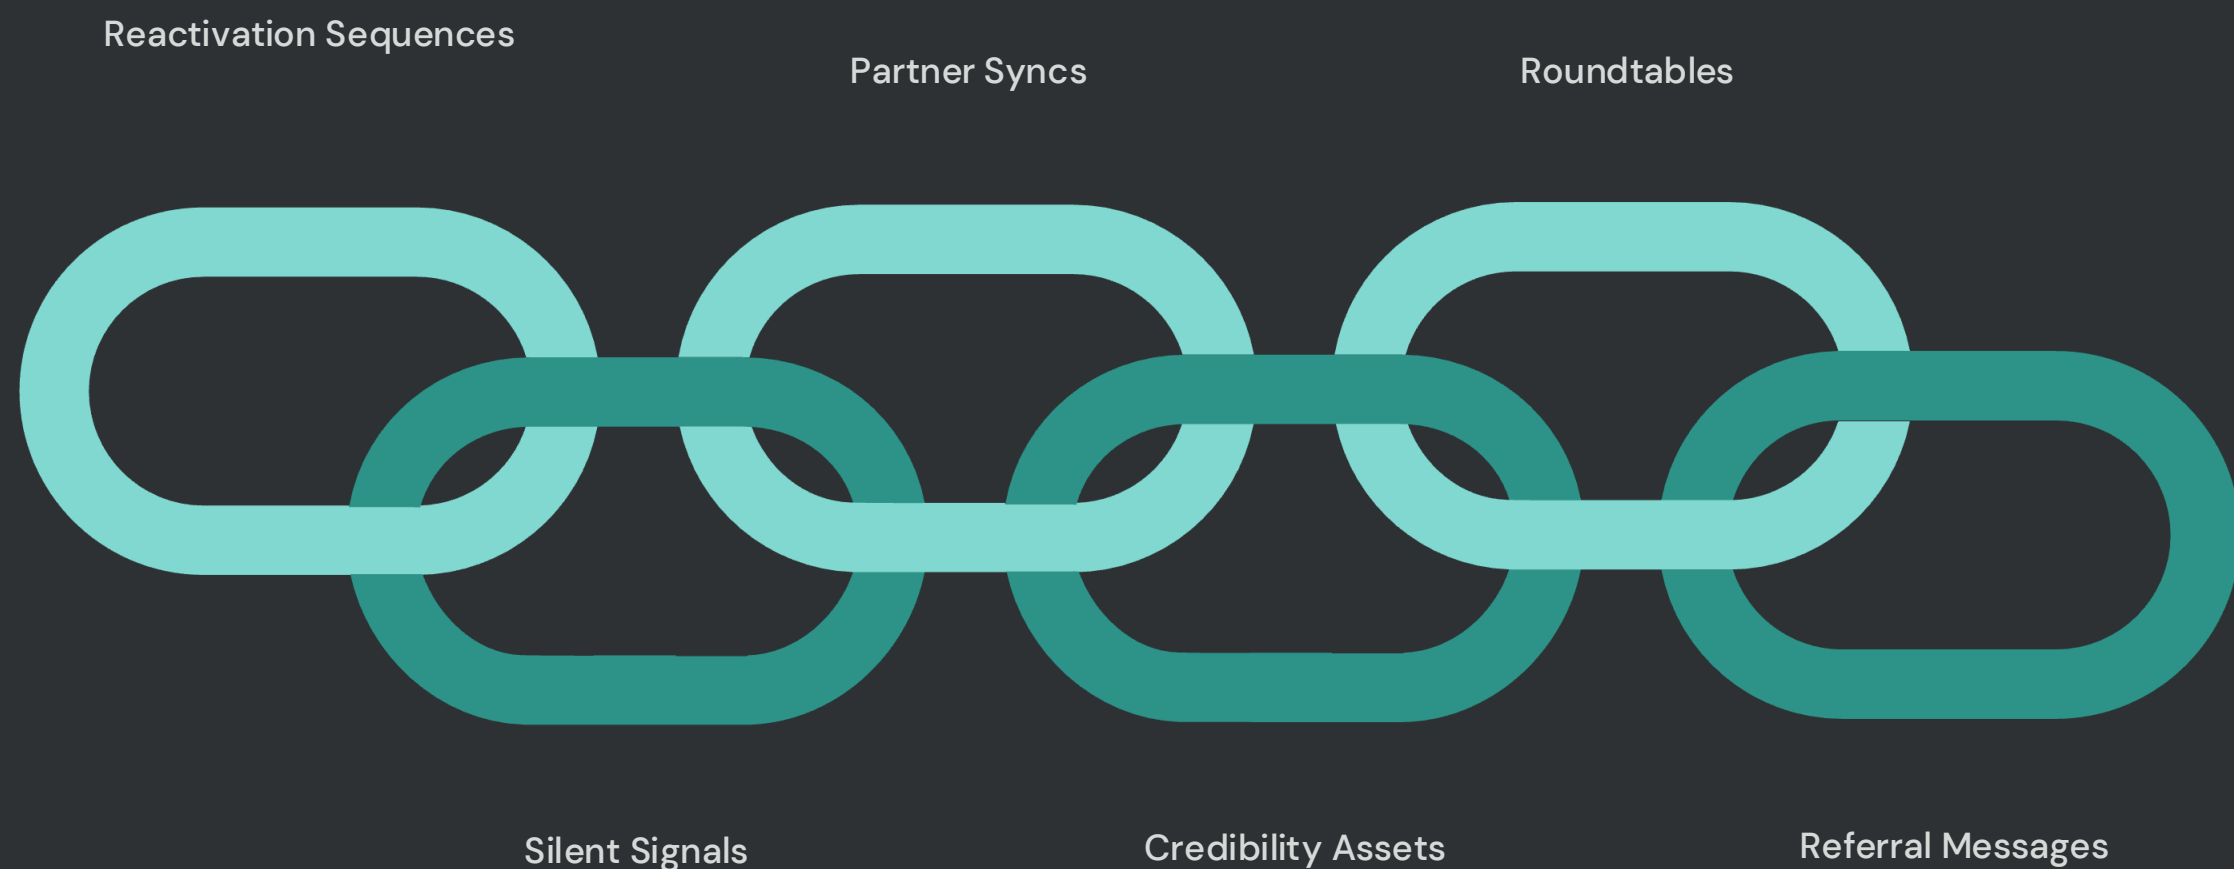 Reactivation Sequences
Partner Syncs
Roundtables
Silent Signals
Credibility Assets
Referral Messages